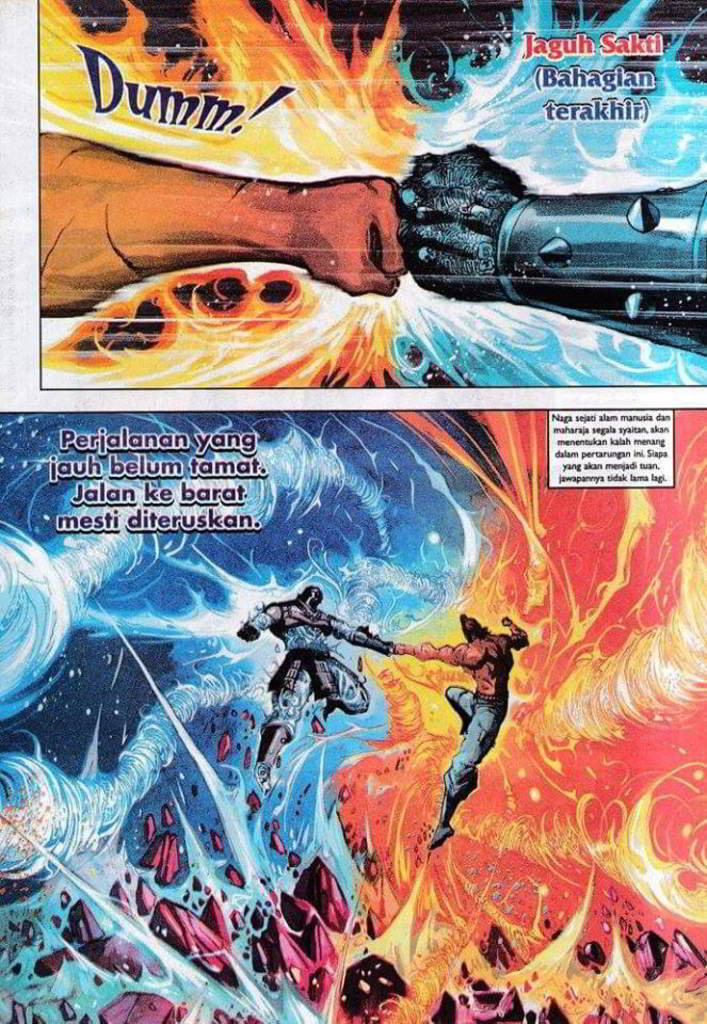 Dumm!
Jaguh Sakti
(Bahagian
terakhir)
Perjalanan yang
jauh belum tamat.
Jalan ke barat
mesti diteruskan.
Naga sejati alam manusia dan
maharaja segala syaitan, akan
menentukan kalah menang
dalam pertarungan ini. Siapa
yang akan menjadi tuan,
jawapannya tidak lama lagi.